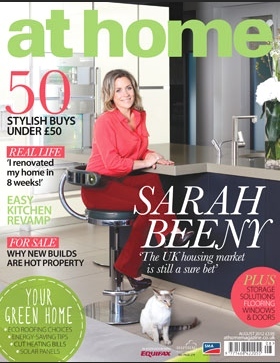 at home
50
STYLISH BUYS
UNDER £50
REAL LIFE
'I renovated
my home in
8 weeks!'
EASY
KITCHEN
REVAMP
FOR SALE
WHY NEW BUILDS
ARE HOT PROPERTY
SARAH
BEENY
'The UK housing market
is still a sure bet'
YOUR
GREEN HOME
ECO ROOFING CHOICES
ENERGY-SAVING TIPS
CUT HEATING BILLS
SOLAR PANELS
PLUS
STORAGE
SOLUTIONS
FLOORING
WINDOWS
& DOORS
EQUIFAX
SMA